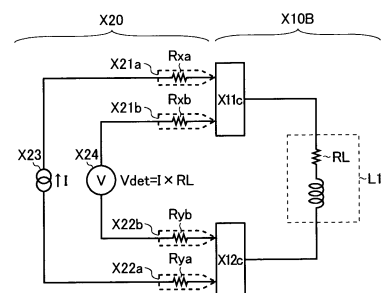 X20
X10B
X21a
Rxa
X21b
Rxb
X11c
X23
↑I
X24
V
Vdet=I×RL
RL
L1
X22b
Ryb
X12c
X22a
Rya